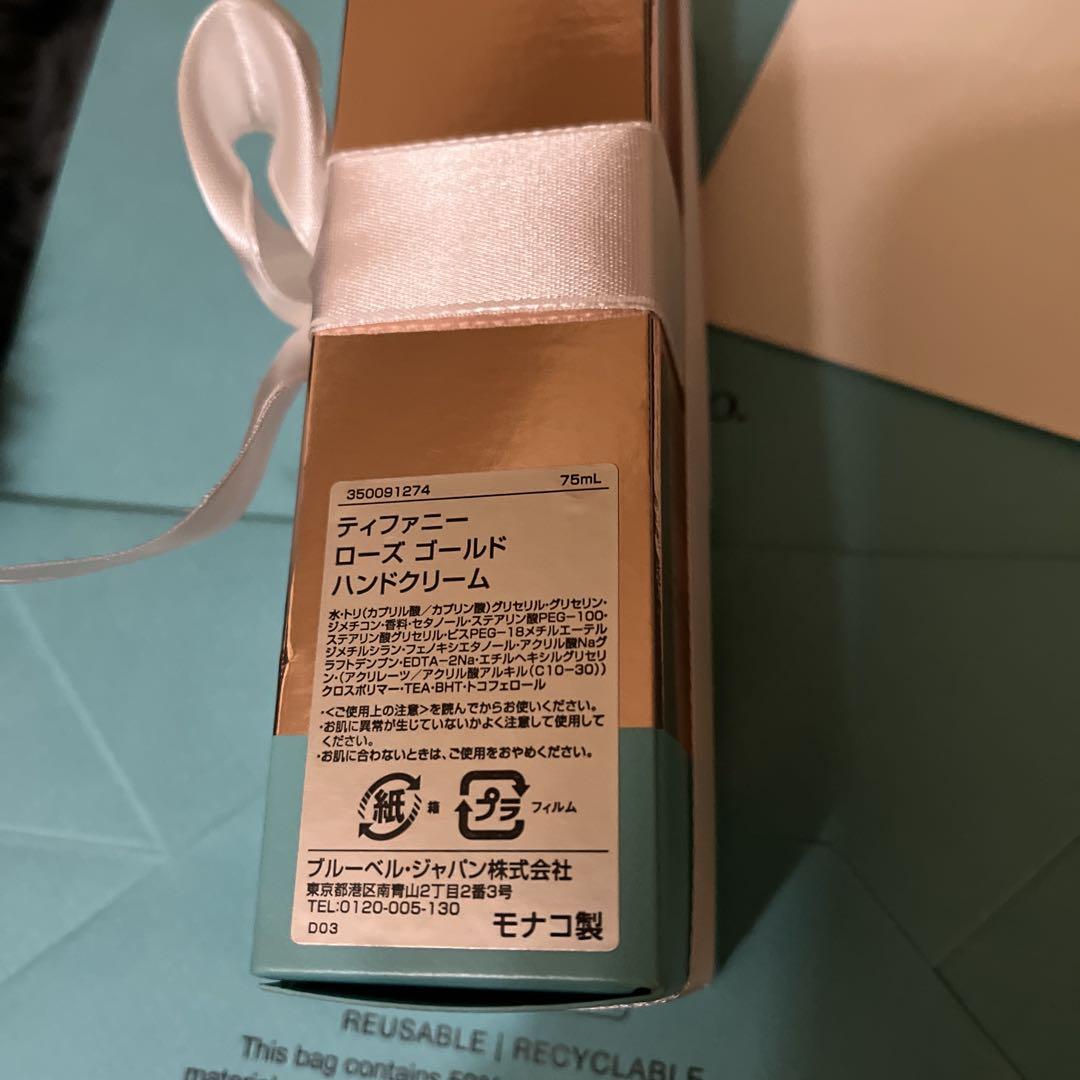 350091274 75mL
ティファニー
ローズ ゴールド
ハンドクリーム
水・トリ(カプリル酸／カプリン酸)グリセリル・グリセリン・
ジメチコン・香料・セタノール・ステアリン酸PEG-100・
ステアリン酸グリセリル・ビスPEG-18メチルエーテル
ジメチルシラン・フェノキシエタノール・アクリル酸Naグ
ラフトデンプン・EDTA-2Na・エチルヘキシルグリセリ
ン・(アクリレーツ／アクリル酸アルキル(C10-30))
クロスポリマー・TEA・BHT・トコフェロール
・<ご使用上の注意>を読んでからお使いください。
・お肌に異常が生じていないかよく注意して使用して
ください。
・お肌に合わないときは、ご使用をおやめください。
紙 箱 プラ フィルム
ブルーベル・ジャパン株式会社
東京都港区南青山2丁目2番3号
TEL:0120-005-130
D03 モナコ製
o.
REUSABLE | RECYCLABLE
This bag contains